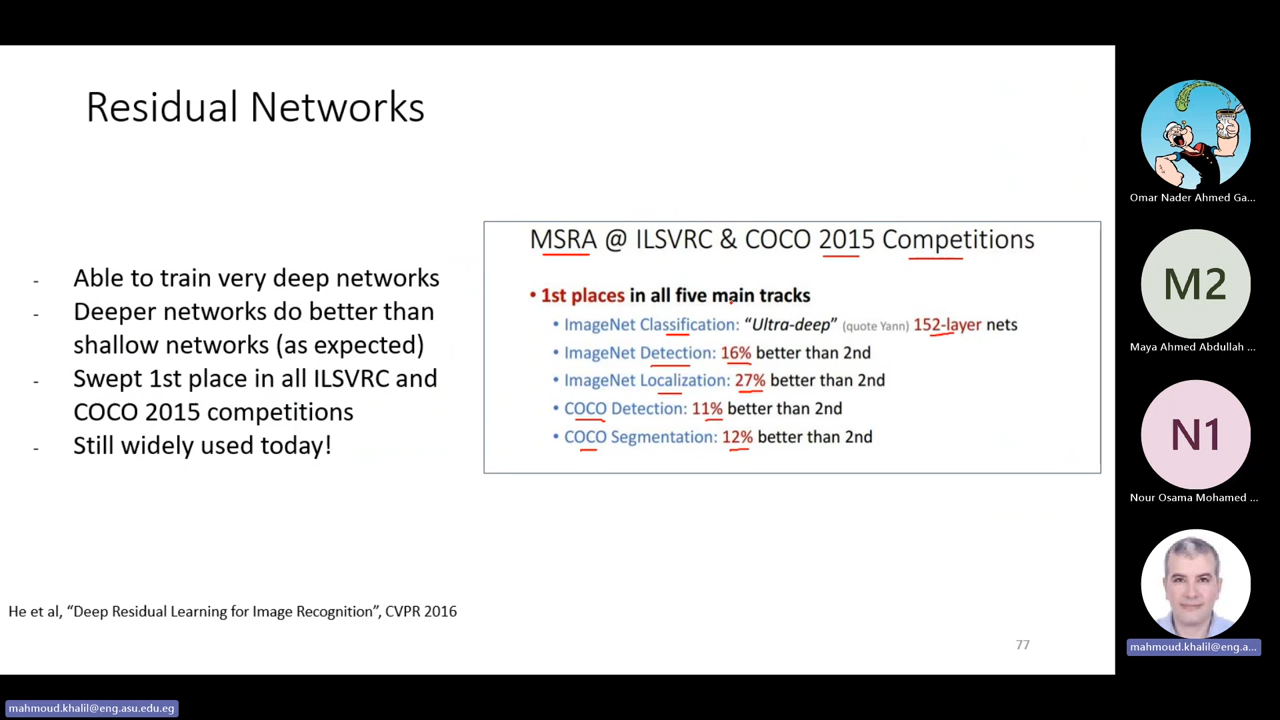 Residual Networks
- Able to train very deep networks
- Deeper networks do better than
shallow networks (as expected)
- Swept 1st place in all ILSVRC and
COCO 2015 competitions
- Still widely used today!
MSRA @ ILSVRC & COCO 2015 Competitions
• 1st places in all five main tracks
• ImageNet Classification: “Ultra-deep” (quote Yann) 152-layer nets
• ImageNet Detection: 16% better than 2nd
• ImageNet Localization: 27% better than 2nd
• COCO Detection: 11% better than 2nd
• COCO Segmentation: 12% better than 2nd
He et al, “Deep Residual Learning for Image Recognition”, CVPR 2016
77
Omar Nader Ahmed Ga...
M2
Maya Ahmed Abdullah ...
N1
Nour Osama Mohamed ...
mahmoud.khalil@eng.a...
mahmoud.khalil@eng.asu.edu.eg